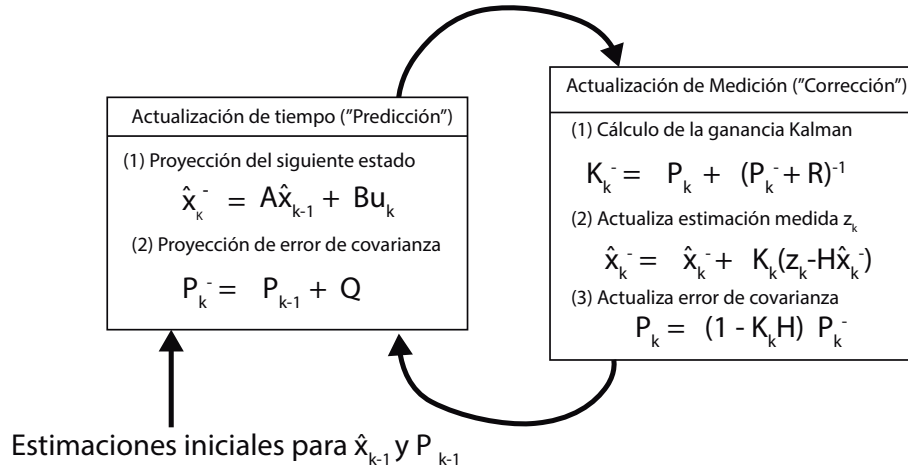 Actualización de tiempo ("Predicción")
(1) Proyección del siguiente estado
x̂ₖ⁻ = Ax̂ₖ₋₁ + Buₖ
(2) Proyección de error de covarianza
Pₖ⁻ = Pₖ₋₁ + Q
Actualización de Medición ("Corrección")
(1) Cálculo de la ganancia Kalman
Kₖ⁻ = Pₖ + (Pₖ⁻ + R)⁻¹
(2) Actualiza estimación medida zₖ
x̂ₖ⁻ = x̂ₖ⁻ + Kₖ(zₖ-Hx̂ₖ⁻)
(3) Actualiza error de covarianza
Pₖ = (1 - KₖH) Pₖ⁻
Estimaciones iniciales para x̂ₖ₋₁ y Pₖ₋₁